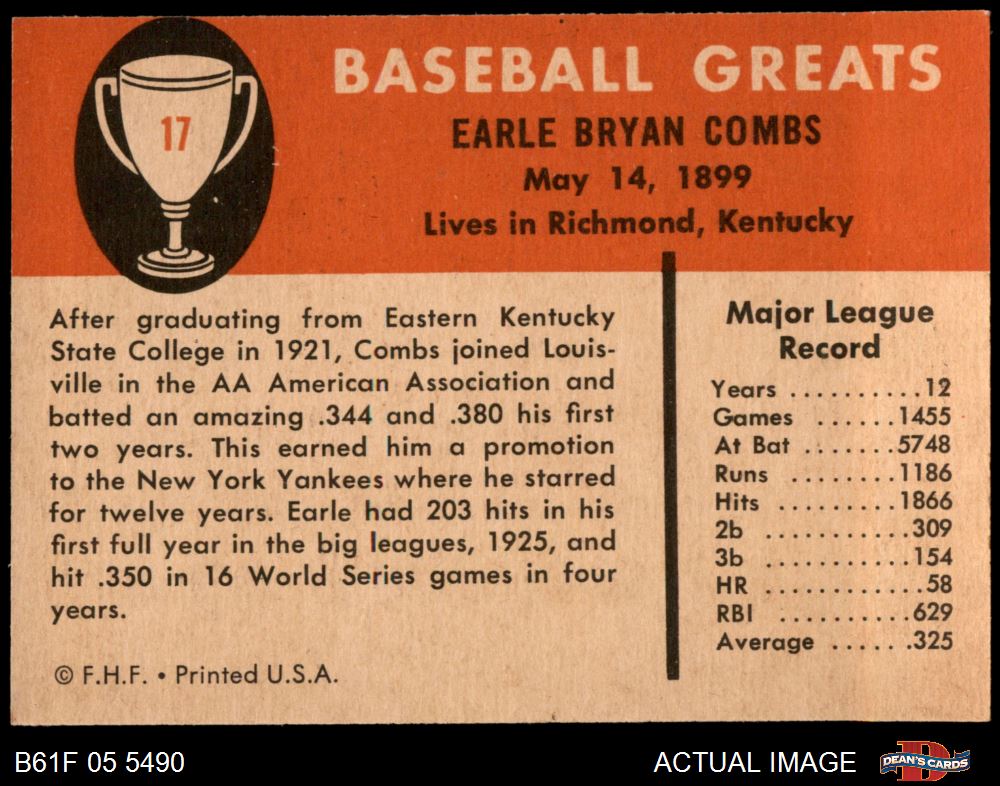 17
BASEBALL GREATS
EARLE BRYAN COMBS
May 14, 1899
Lives in Richmond, Kentucky
After graduating from Eastern Kentucky
State College in 1921, Combs joined Louis-
ville in the AA American Association and
batted an amazing .344 and .380 his first
two years. This earned him a promotion
to the New York Yankees where he starred
for twelve years. Earle had 203 hits in his
first full year in the big leagues, 1925, and
hit .350 in 16 World Series games in four
years.
© F.H.F. • Printed U.S.A.
Major League
Record
Years ..........12
Games ......1455
At Bat .......5748
Runs ........1186
Hits .........1866
2b ..........309
3b ..........154
HR ............58
RBI ..........629
Average ......325
B61F 05 5490
ACTUAL IMAGE
D
DEAN'S CARDS